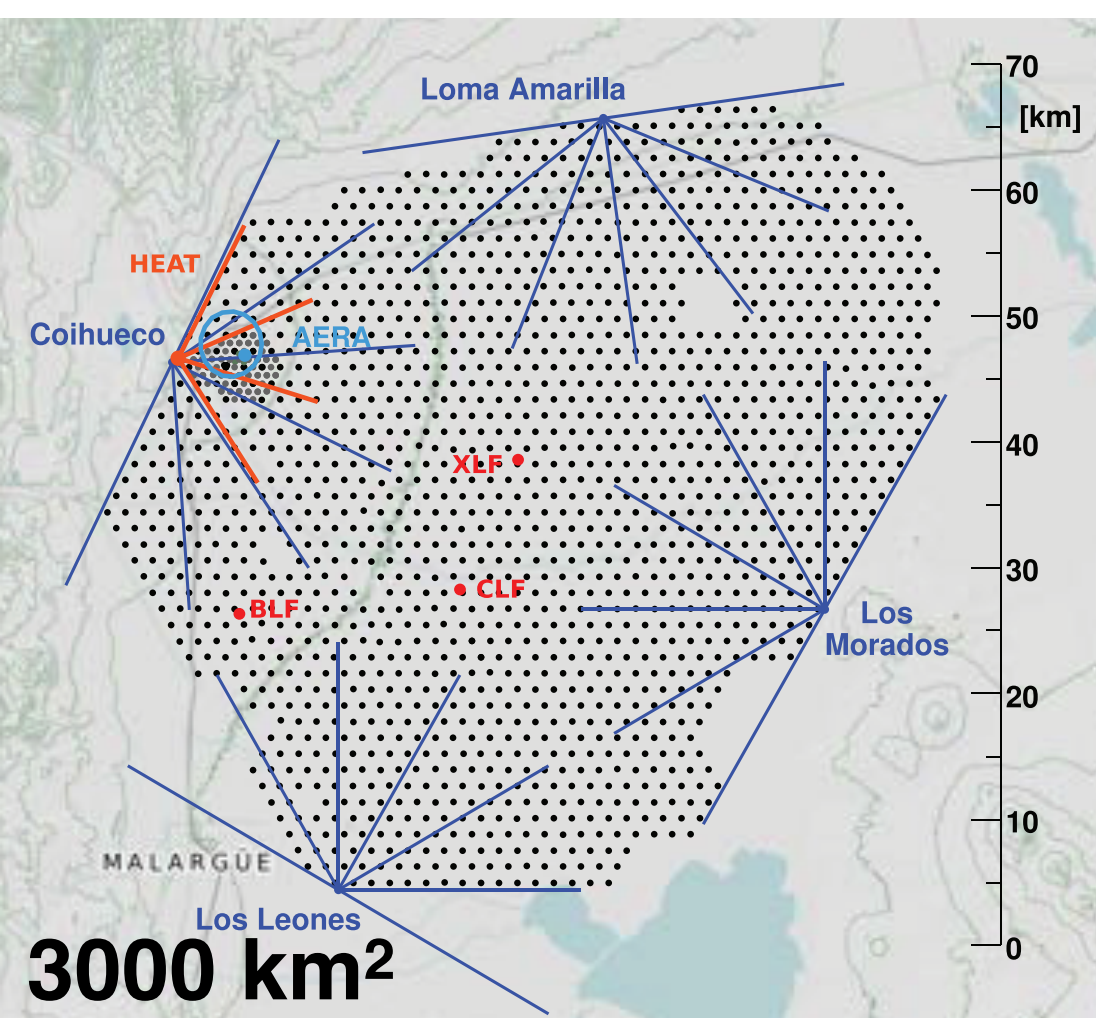 70
Loma Amarilla
[km]
60
HEAT
50
Coihueco
AERA
40
XLF
30
CLF
BLF
Los
Morados
20
10
MALARGÜE
Los Leones
0
3000 km²